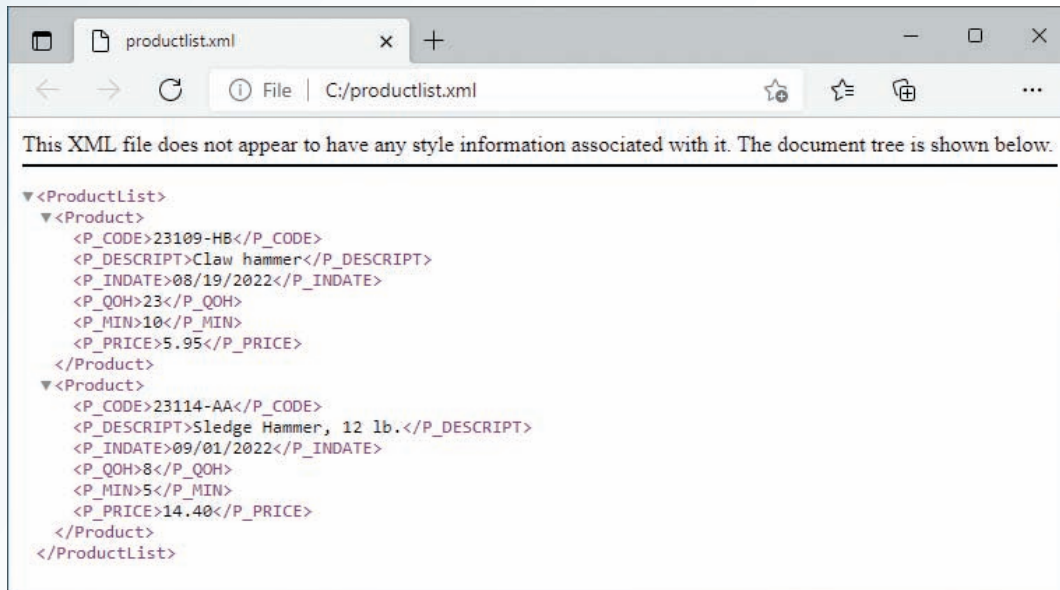 productlist.xml
File | C:/productlist.xml
This XML file does not appear to have any style information associated with it. The document tree is shown below.
▼<ProductList>
▼<Product>
<P_CODE>23109-HB</P_CODE>
<P_DESCRIPT>Claw hammer</P_DESCRIPT>
<P_INDATE>08/19/2022</P_INDATE>
<P_QOH>23</P_QOH>
<P_MIN>10</P_MIN>
<P_PRICE>5.95</P_PRICE>
</Product>
▼<Product>
<P_CODE>23114-AA</P_CODE>
<P_DESCRIPT>Sledge Hammer, 12 lb.</P_DESCRIPT>
<P_INDATE>09/01/2022</P_INDATE>
<P_QOH>8</P_QOH>
<P_MIN>5</P_MIN>
<P_PRICE>14.40</P_PRICE>
</Product>
</ProductList>